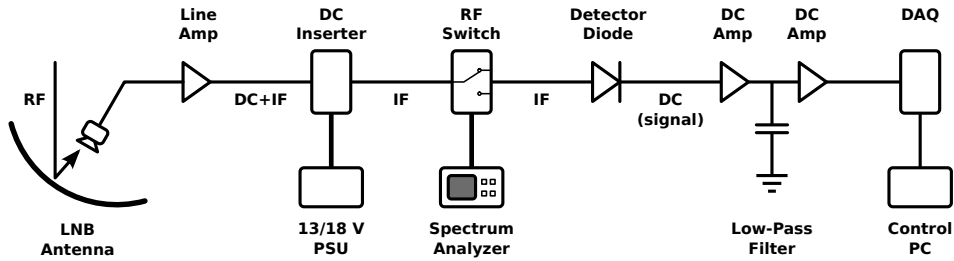 Line
Amp
DC
Inserter
RF
Switch
Detector
Diode
DC
Amp
DC
Amp
DAQ
RF
DC+IF
IF
IF
DC
(signal)
LNB
Antenna
13/18 V
PSU
Spectrum
Analyzer
Low-Pass
Filter
Control
PC